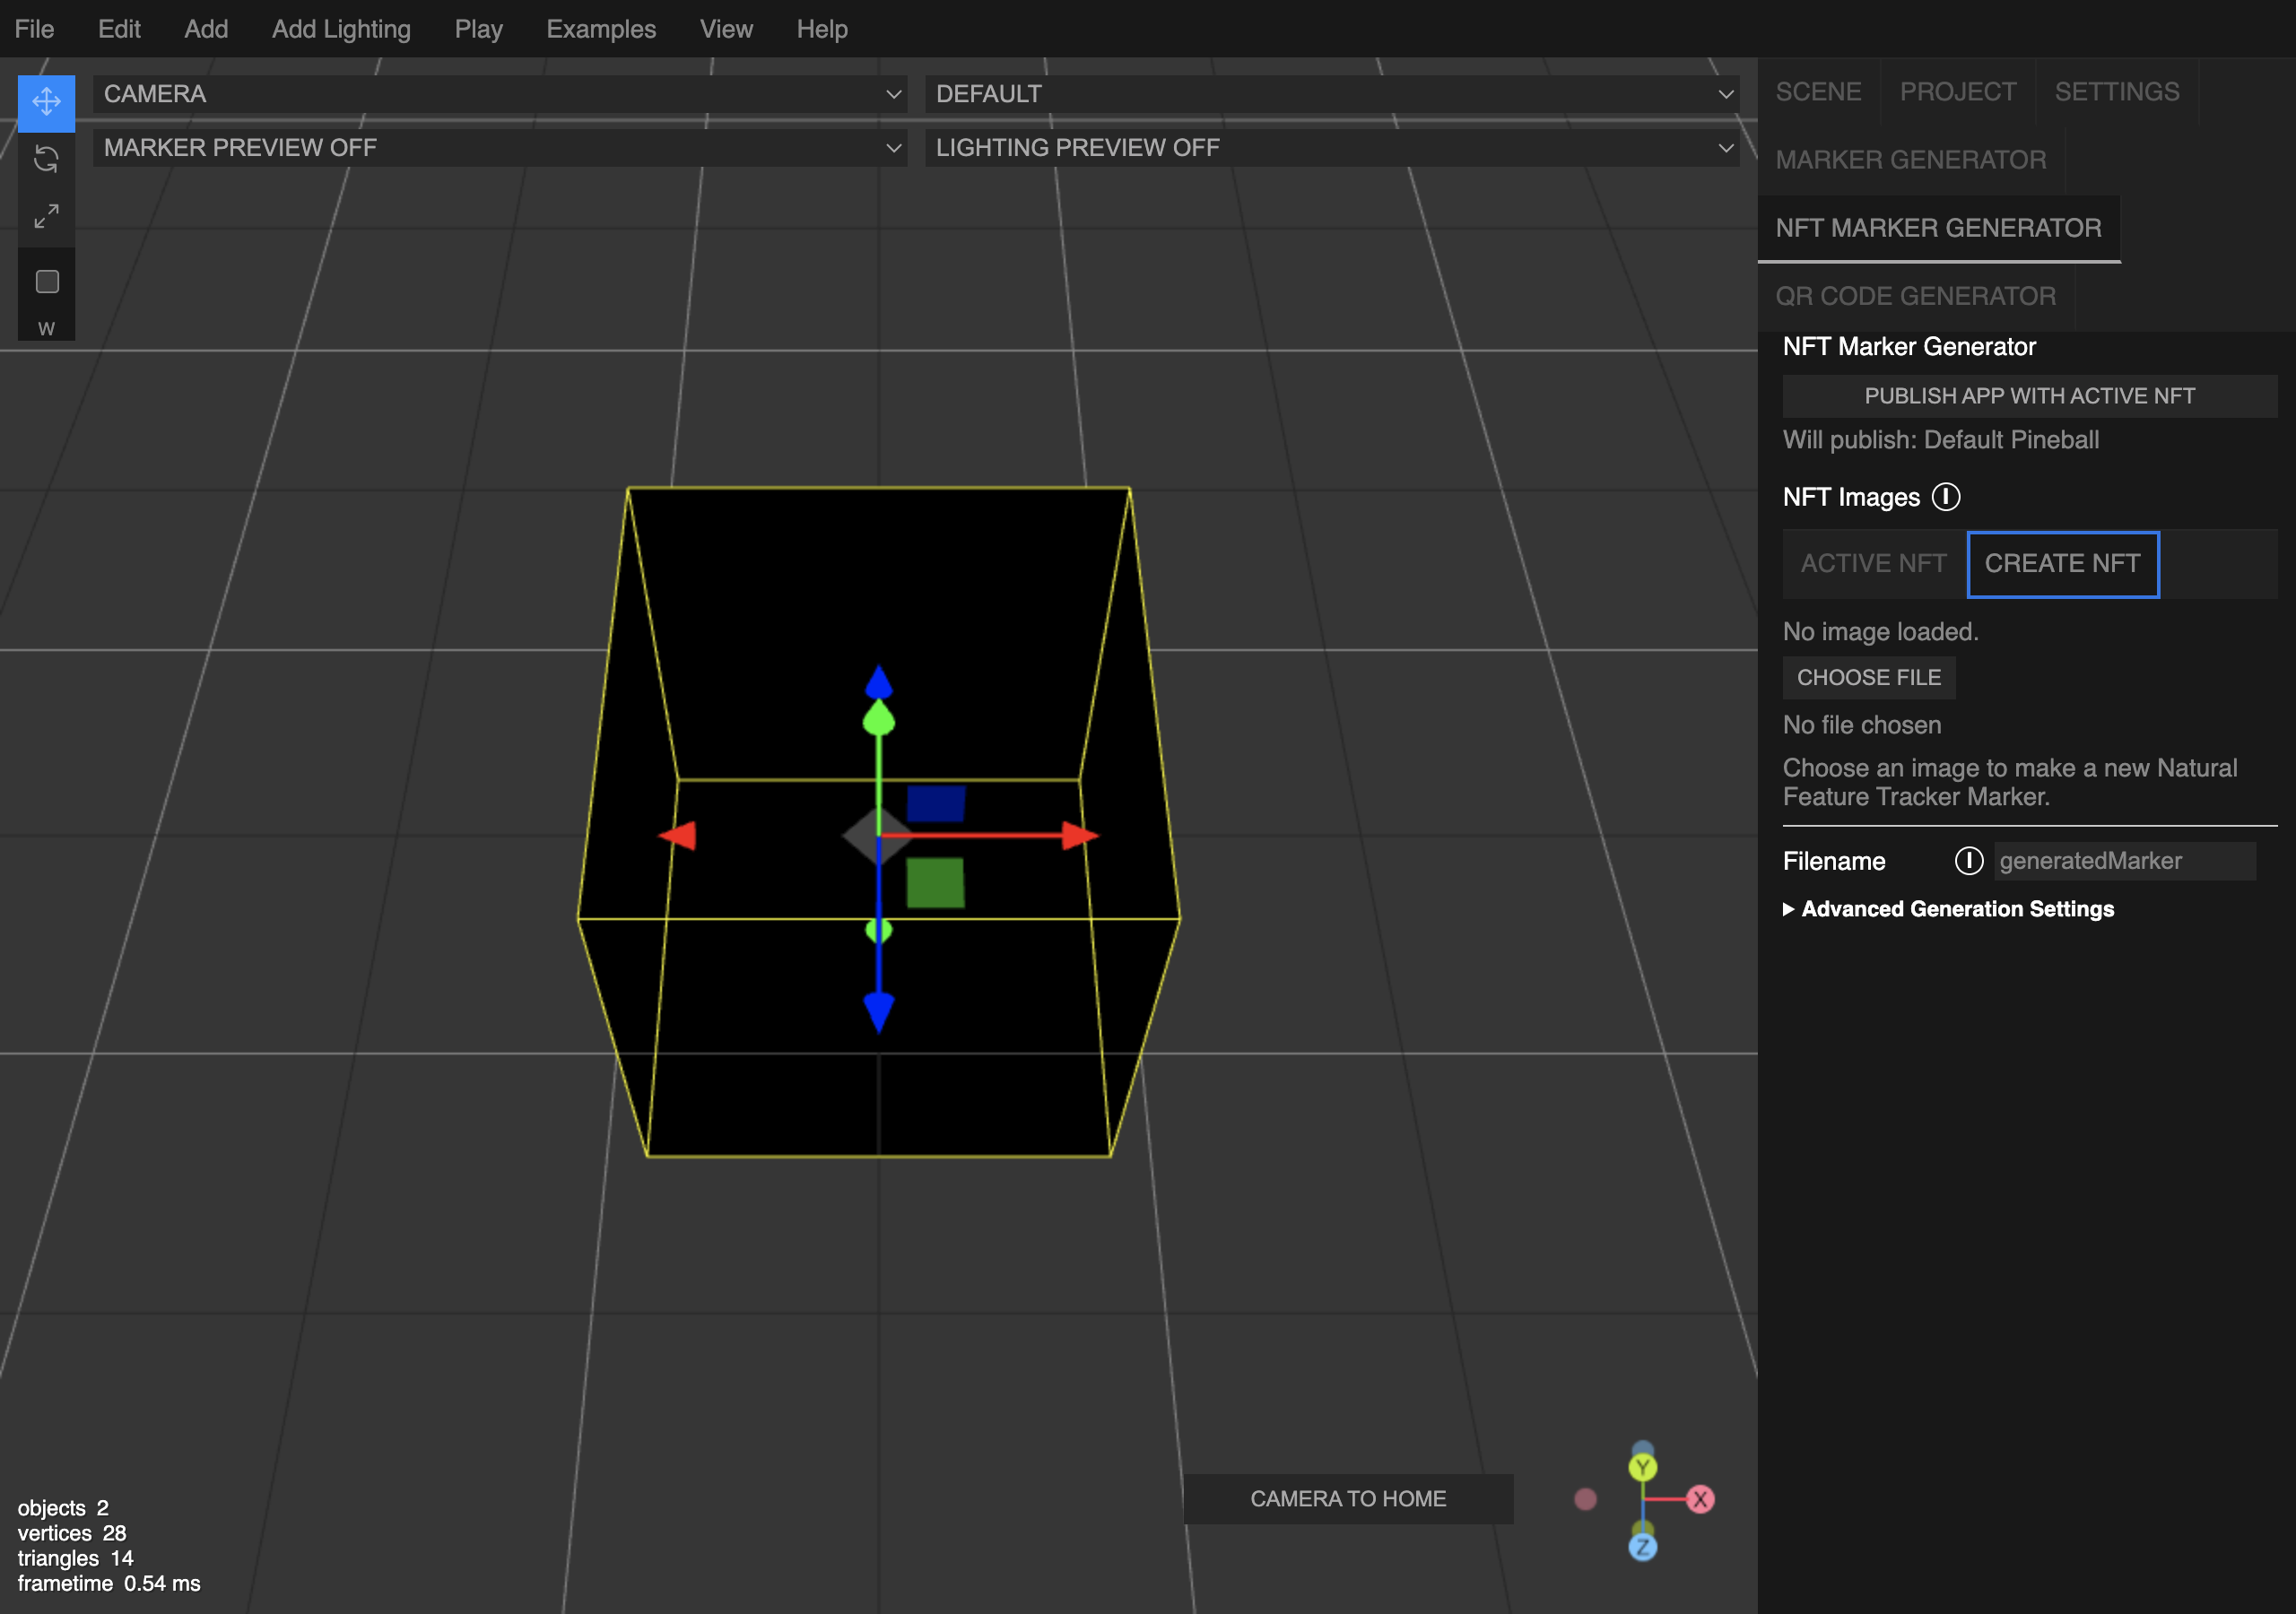 File Edit Add Add Lighting Play Examples View Help
CAMERA
DEFAULT
MARKER PREVIEW OFF
LIGHTING PREVIEW OFF
W
SCENE PROJECT SETTINGS
MARKER GENERATOR
NFT MARKER GENERATOR
QR CODE GENERATOR
NFT Marker Generator
PUBLISH APP WITH ACTIVE NFT
Will publish: Default Pineball
NFT Images I
ACTIVE NFT CREATE NFT
No image loaded.
CHOOSE FILE
No file chosen
Choose an image to make a new Natural
Feature Tracker Marker.
Filename I generatedMarker
Advanced Generation Settings
CAMERA TO HOME
Y
X
Z
objects 2
vertices 28
triangles 14
frametime 0.54 ms